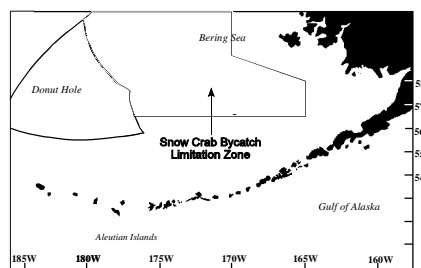 Bering Sea
Donut Hole
Snow Crab Bycatch
Limitation Zone
Gulf of Alaska
Aleutian Islands
185W
180W
175W
170W
165W
160W